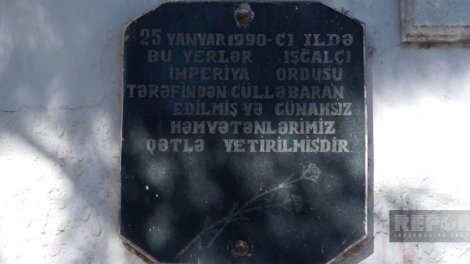 25 YANVAR 1990-CI ILDƏ
BU YERLƏR IŞĞALÇI
IMPERIYA ORDUSU
TƏRƏFINDƏN GÜLLƏBARAN
EDILMIŞ VƏ GÜNAHSIZ
HƏMVƏTƏNLƏRIMIZ
QƏTLƏ YETIRILMIŞDIR
REPORT